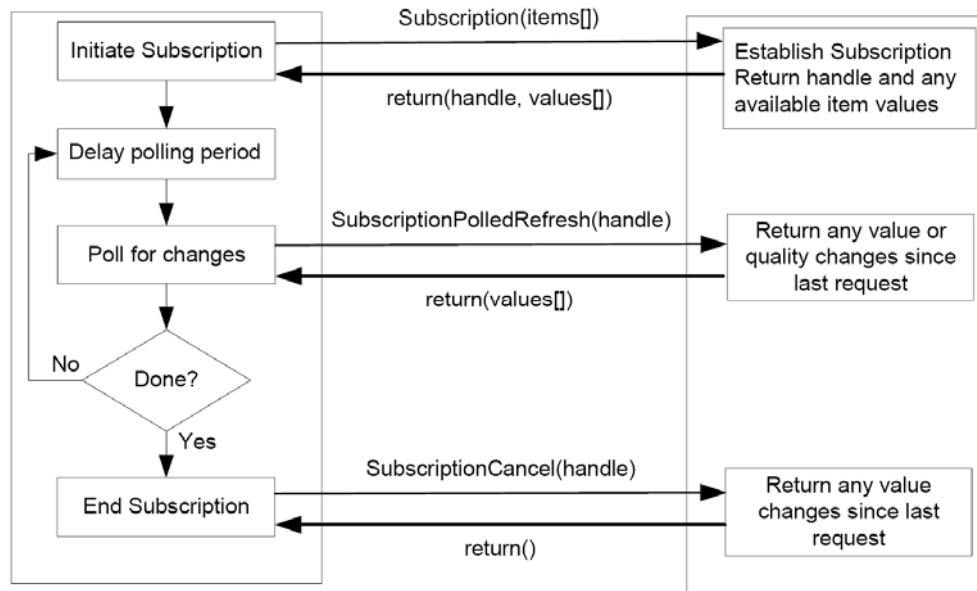 Subscription(items[])
Initiate Subscription
Establish Subscription
Return handle and any
available item values
return(handle, values[])
Delay polling period
SubscriptionPolledRefresh(handle)
Poll for changes
Return any value or
quality changes since
last request
return(values[])
No
Done?
Yes
SubscriptionCancel(handle)
End Subscription
Return any value
changes since last
request
return()